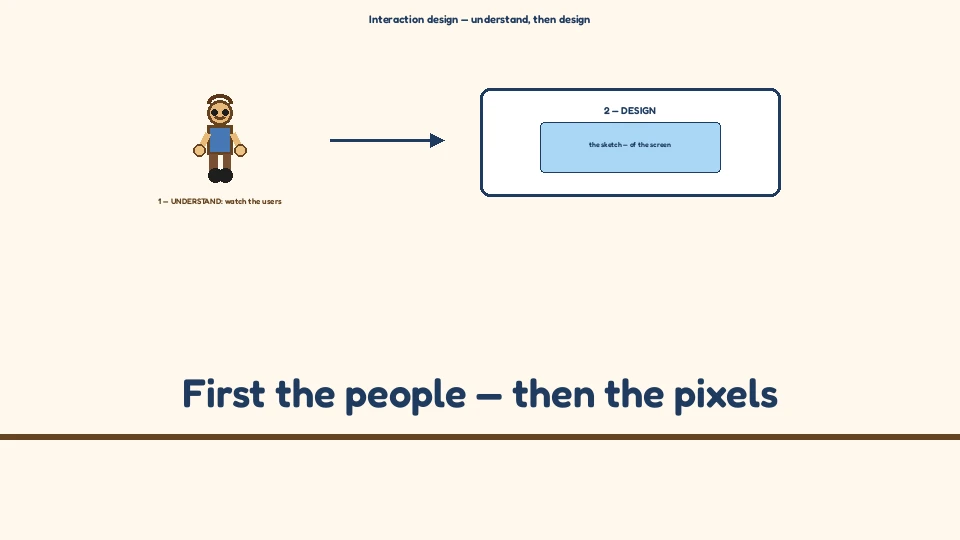 Interaction design — understand, then design
2 — DESIGN
the sketch — of the screen
1 — UNDERSTAND: watch the users
First the people — then the pixels